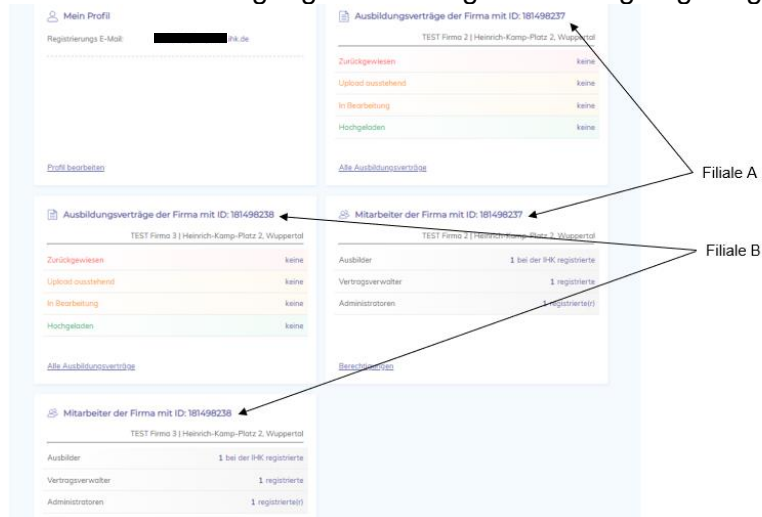 Mein Profil
Registrierungs E-Mail: ihk.de
Profil bearbeiten
Ausbildungsverträge der Firma mit ID: 181498237
TEST Firma 2 | Heinrich-Kamp-Platz 2, Wuppertal
Zurückgewiesen keine
Upload ausstehend keine
In Bearbeitung keine
Hochgeladen keine
Alle Ausbildungsverträge
Filiale A
Ausbildungsverträge der Firma mit ID: 181498238
TEST Firma 3 | Heinrich-Kamp-Platz 2, Wuppertal
Zurückgewiesen keine
Upload ausstehend keine
In Bearbeitung keine
Hochgeladen keine
Alle Ausbildungsverträge
Mitarbeiter der Firma mit ID: 181498237
TEST Firma 2 | Heinrich-Kamp-Platz 2, Wuppertal
Ausbilder 1 bei der IHK registrierte
Vertragsverwalter 1 registrierte
Administratoren 1 registrierte(r)
Berechtigungen
Filiale B
Mitarbeiter der Firma mit ID: 181498238
TEST Firma 3 | Heinrich-Kamp-Platz 2, Wuppertal
Ausbilder 1 bei der IHK registrierte
Vertragsverwalter 1 registrierte
Administratoren 1 registrierte(r)